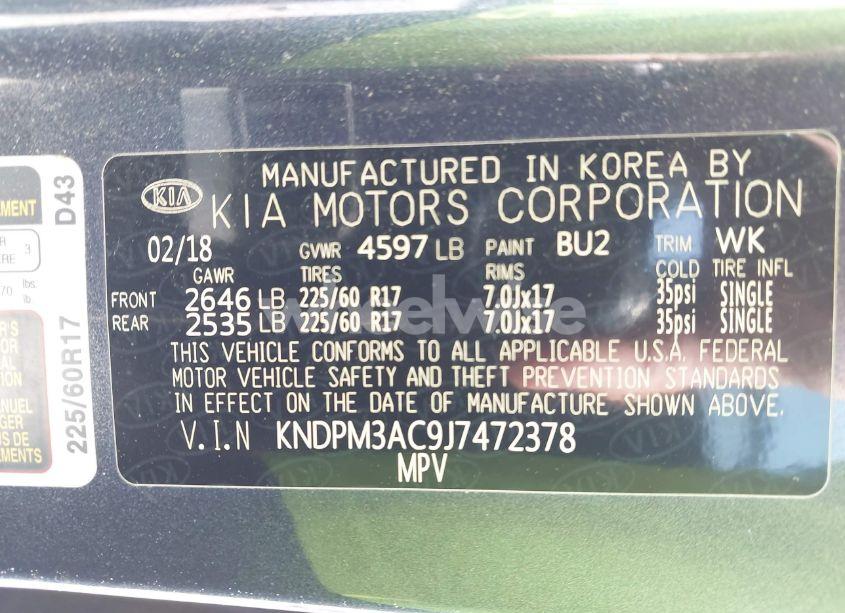 MANUFACTURED IN KOREA BY
KIA KIA MOTORS CORPORATION
02/18 GVWR 4597 LB PAINT BU2 TRIM WK
GAWR TIRES RIMS COLD TIRE INFL
FRONT 2646 LB 225/60 R17 7.0Jx17 35psi SINGLE
REAR 2535 LB 225/60 R17 7.0Jx17 35psi SINGLE
THIS VEHICLE CONFORMS TO ALL APPLICABLE U.S.A. FEDERAL
MOTOR VEHICLE SAFETY AND THEFT PREVENTION STANDARDS
IN EFFECT ON THE DATE OF MANUFACTURE SHOWN ABOVE.
V.I.N KNDPM3AC9J7472378
MPV
D43
225/60R17